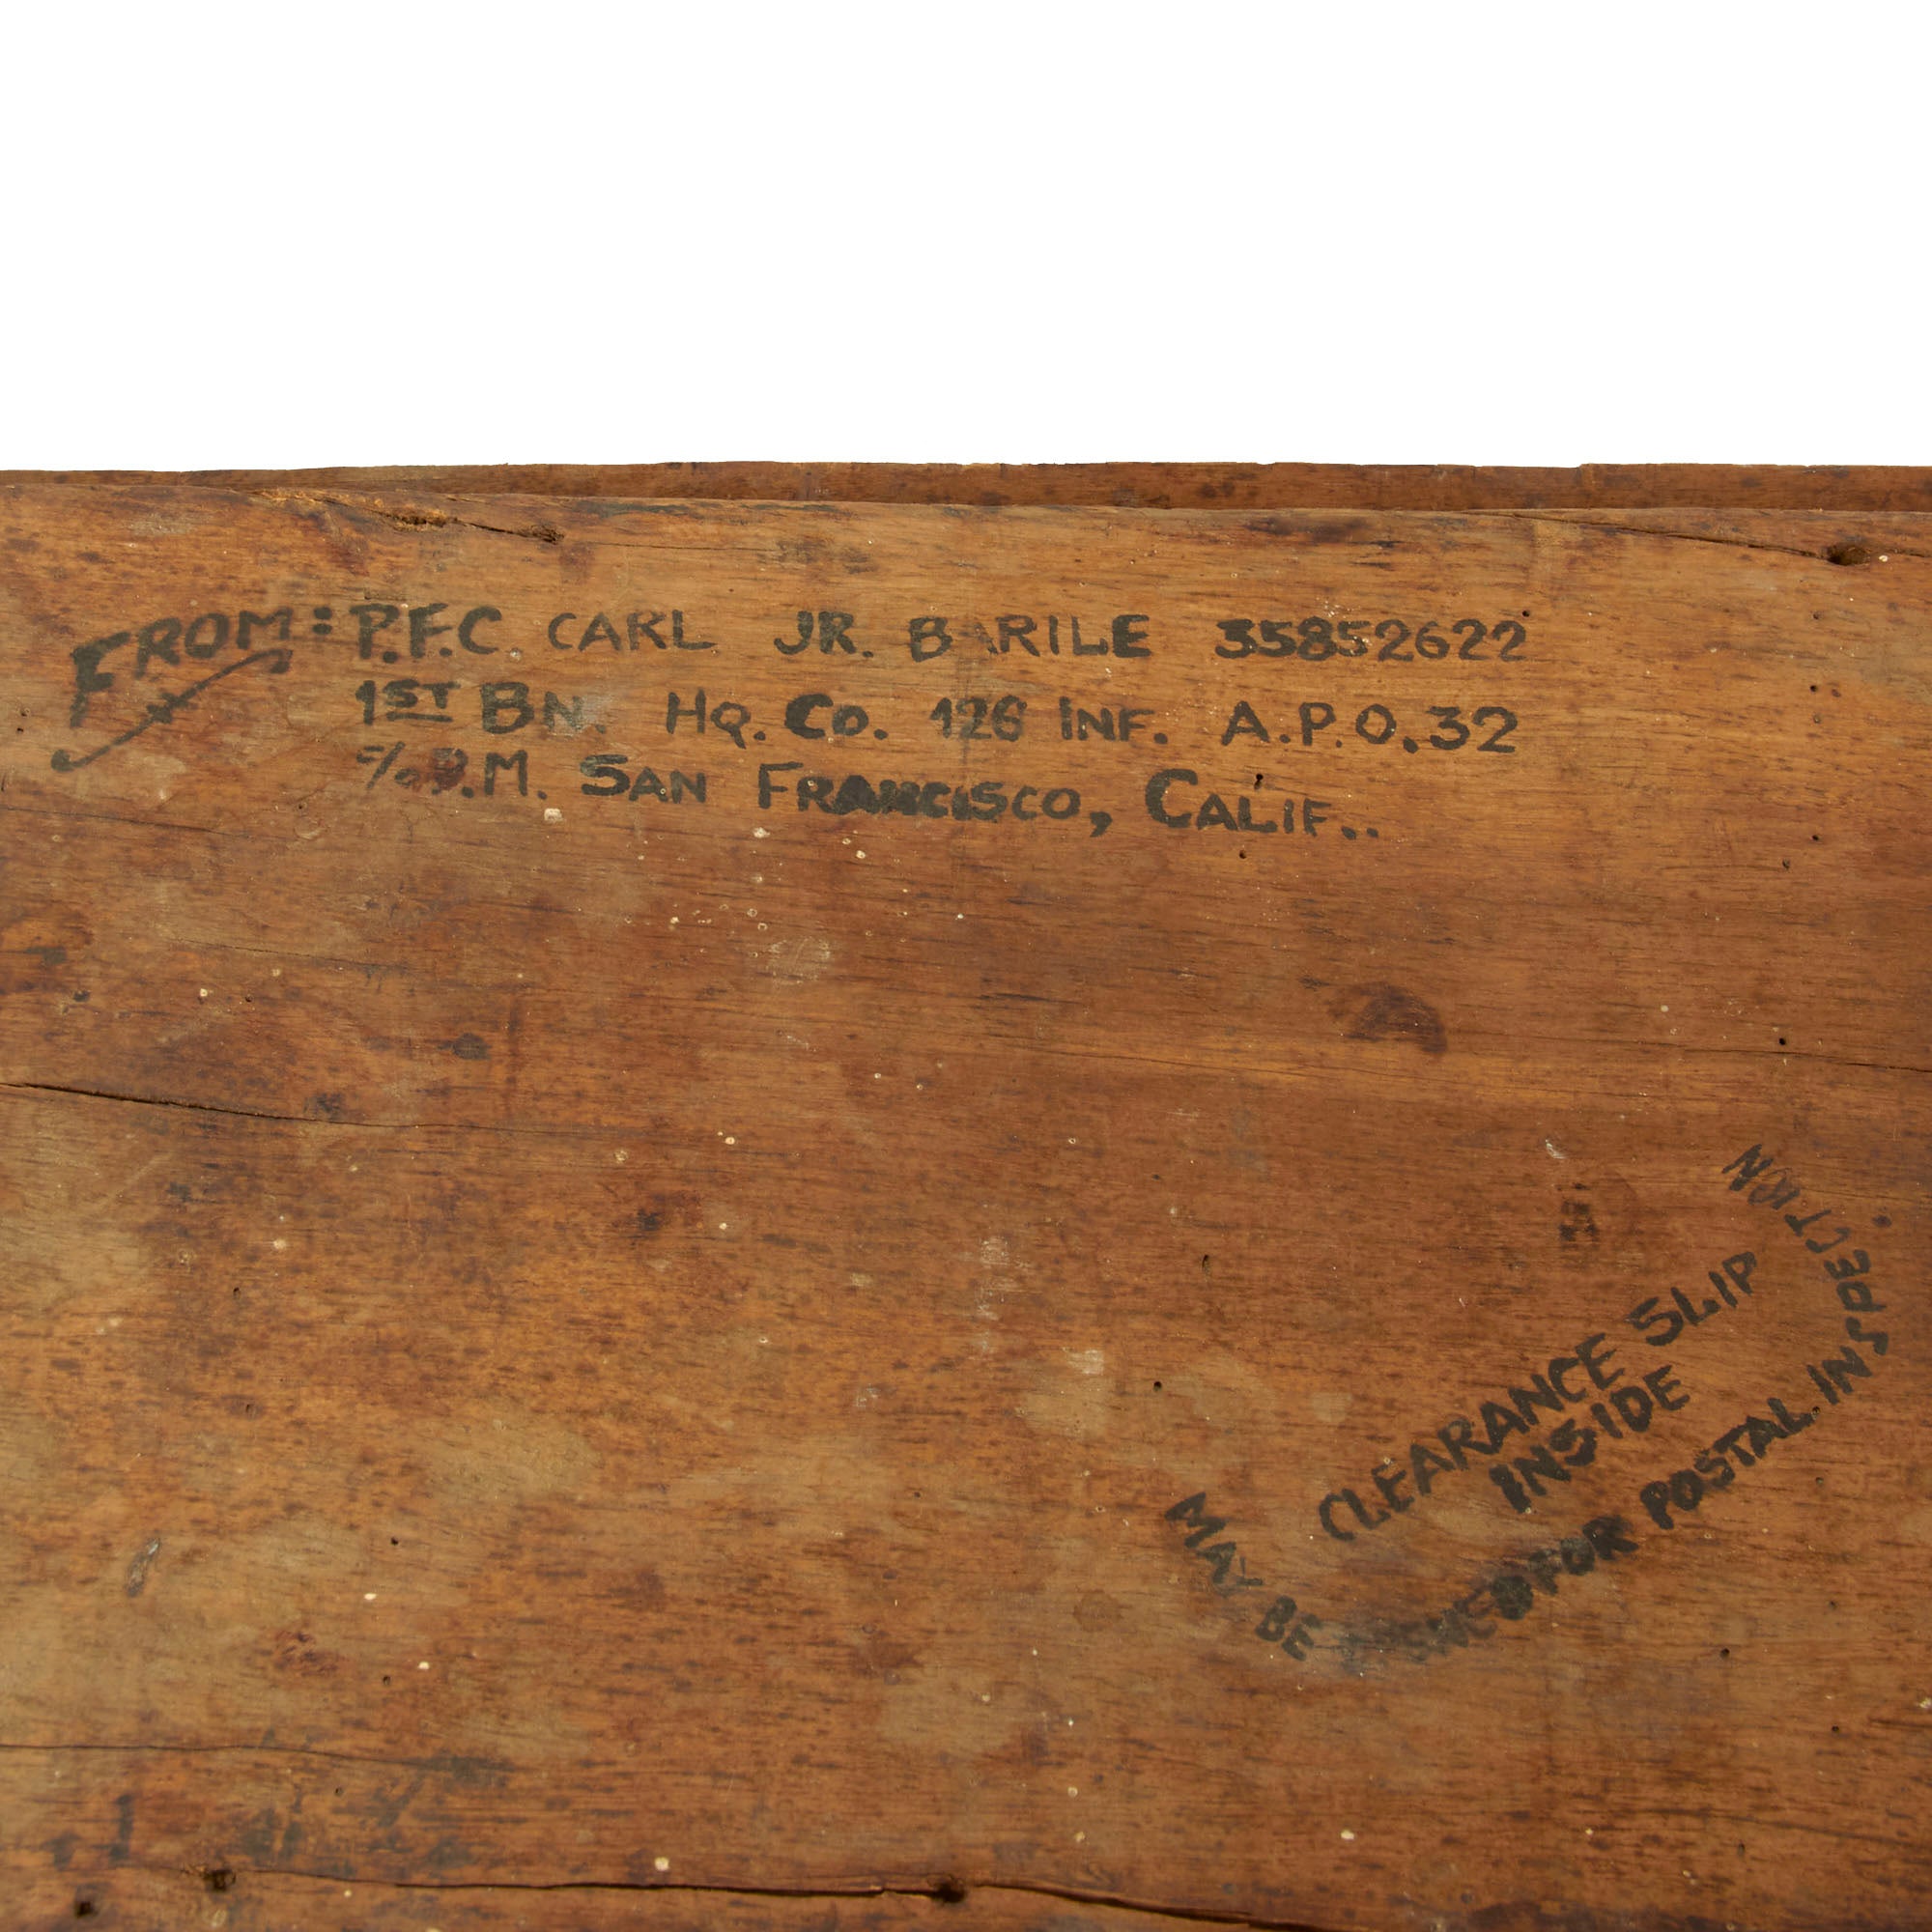 FROM: P.F.C. CARL JR. BARILE 35852622
1ST BN. HQ. CO. 126 INF. A.P.O. 32
C/O P.M. SAN FRANCISCO, CALIF..
CLEARANCE SLIP
INSIDE
MAY BE FOR POSTAL INSPECTION